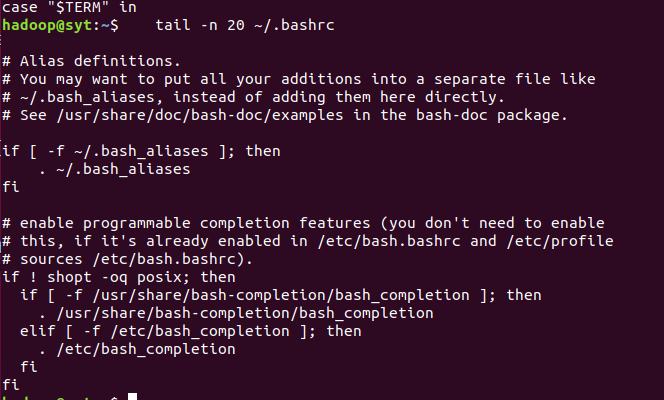 case "$TERM" in
hadoop@syt:~$    tail -n 20 ~/.bashrc

# Alias definitions.
# You may want to put all your additions into a separate file like
# ~/.bash_aliases, instead of adding them here directly.
# See /usr/share/doc/bash-doc/examples in the bash-doc package.

if [ -f ~/.bash_aliases ]; then
    . ~/.bash_aliases
fi

# enable programmable completion features (you don't need to enable
# this, if it's already enabled in /etc/bash.bashrc and /etc/profile
# sources /etc/bash.bashrc).
if ! shopt -oq posix; then
  if [ -f /usr/share/bash-completion/bash_completion ]; then
    . /usr/share/bash-completion/bash_completion
  elif [ -f /etc/bash_completion ]; then
    . /etc/bash_completion
  fi
fi
hadoop@syt:~$